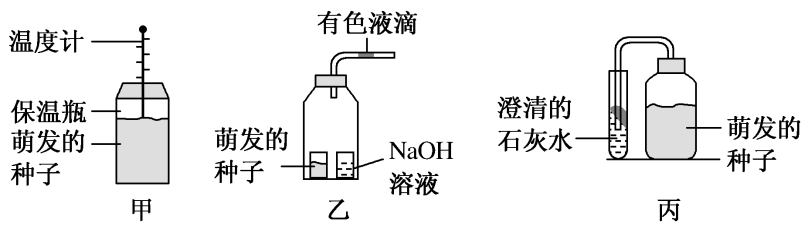 温度计
保温瓶
萌发的
种子
甲
有色液滴
萌发的
种子
NaOH
溶液
乙
澄清的
石灰水
萌发的
种子
丙